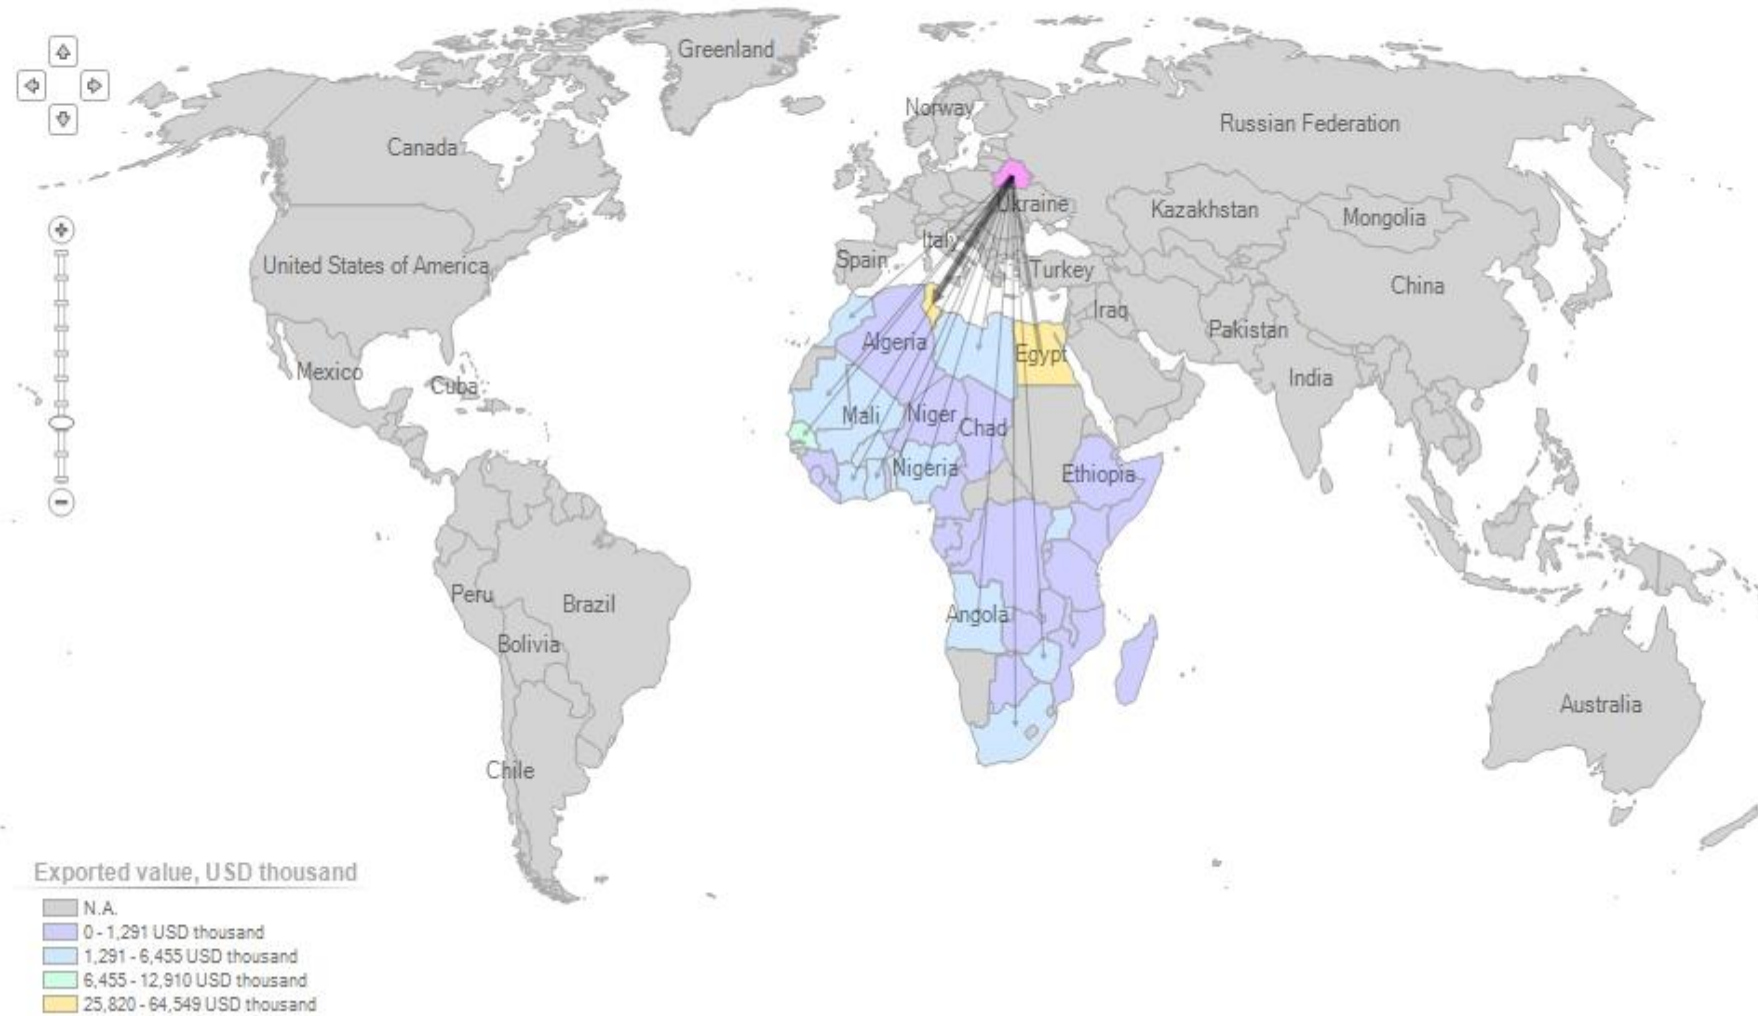 Greenland
Norway
Russian Federation
Canada
Ukraine
Kazakhstan
Mongolia
Italy
Spain
Turkey
United States of America
China
Iraq
Pakistan
Algeria
Egypt
Mexico
India
Cuba
Mali
Niger
Chad
Nigeria
Ethiopia
Peru
Brazil
Angola
Bolivia
Australia
Chile
Exported value, USD thousand
N.A.
0 - 1,291 USD thousand
1,291 - 6,455 USD thousand
6,455 - 12,910 USD thousand
25,820 - 64,549 USD thousand